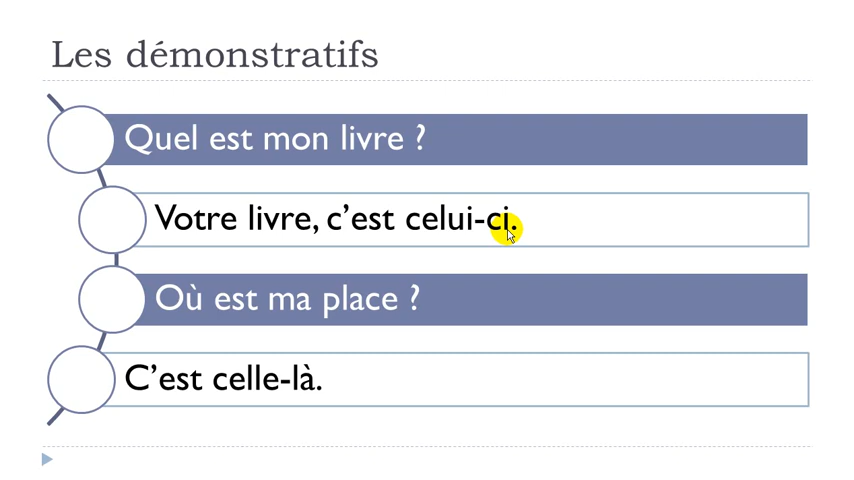 Les démonstratifs
Quel est mon livre ?
Votre livre, c’est celui-ci.
Où est ma place ?
C’est celle-là.